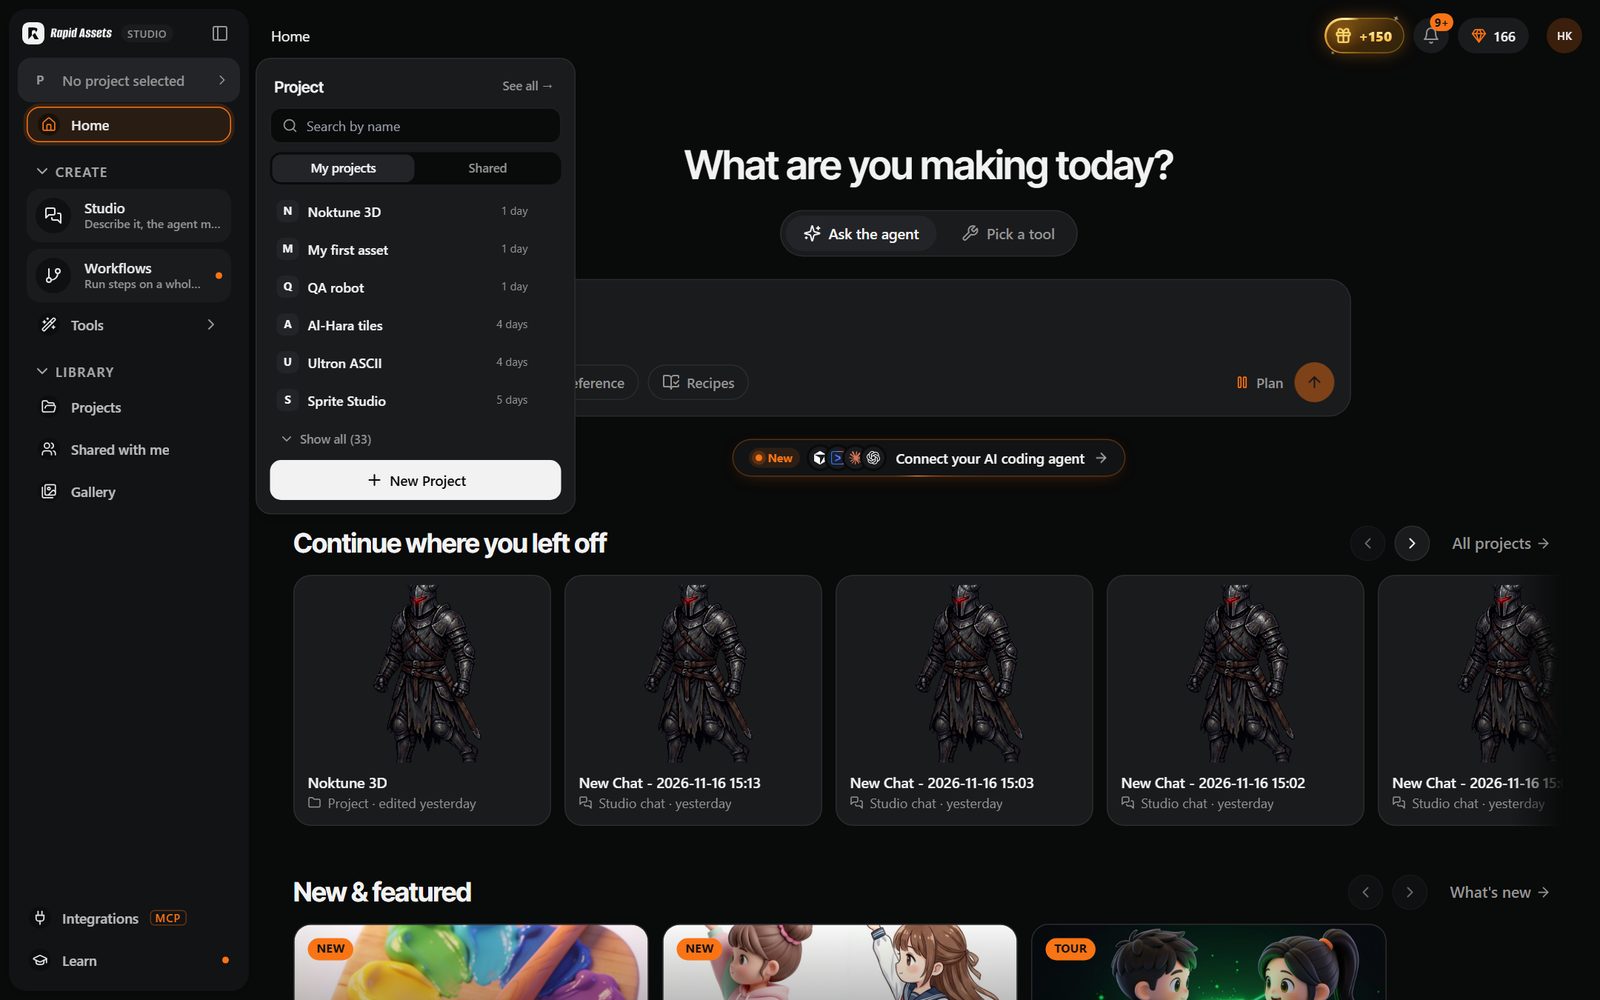 Rapid Assets STUDIO
P No project selected
Home
CREATE
Studio
Describe it, the agent m...
Workflows
Run steps on a whol...
Tools
LIBRARY
Projects
Shared with me
Gallery
Integrations MCP
Learn
Home
+150
9+
166
HK
Project
See all →
Search by name
My projects
Shared
N Noktune 3D 1 day
M My first asset 1 day
Q QA robot 1 day
A Al-Hara tiles 4 days
U Ultron ASCII 4 days
S Sprite Studio 5 days
Show all (33)
+ New Project
What are you making today?
Ask the agent
Pick a tool
eference
Recipes
Plan
New Connect your AI coding agent →
Continue where you left off
All projects →
Noktune 3D
Project · edited yesterday
New Chat - 2026-11-16 15:13
Studio chat · yesterday
New Chat - 2026-11-16 15:03
Studio chat · yesterday
New Chat - 2026-11-16 15:02
Studio chat · yesterday
New Chat - 2026-11-16 15:
Studio chat · yesterday
New & featured
What's new →
NEW
NEW
TOUR